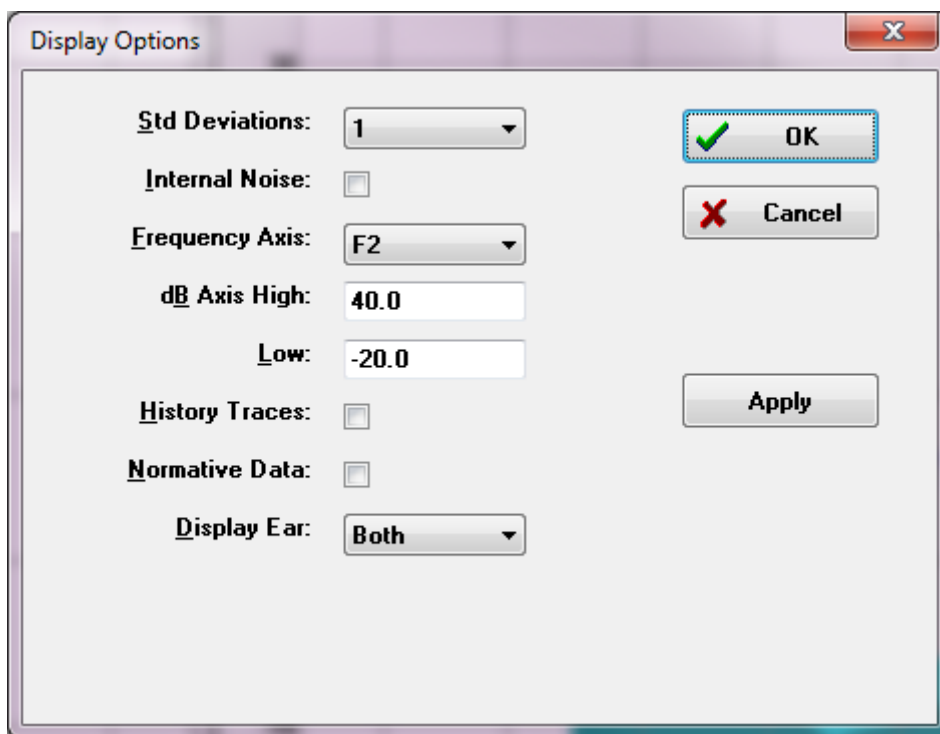 Display Options
Std Deviations: 1
OK
Internal Noise:
Cancel
Frequency Axis: F2
dB Axis High: 40.0
Low: -20.0
Apply
History Traces:
Normative Data:
Display Ear: Both